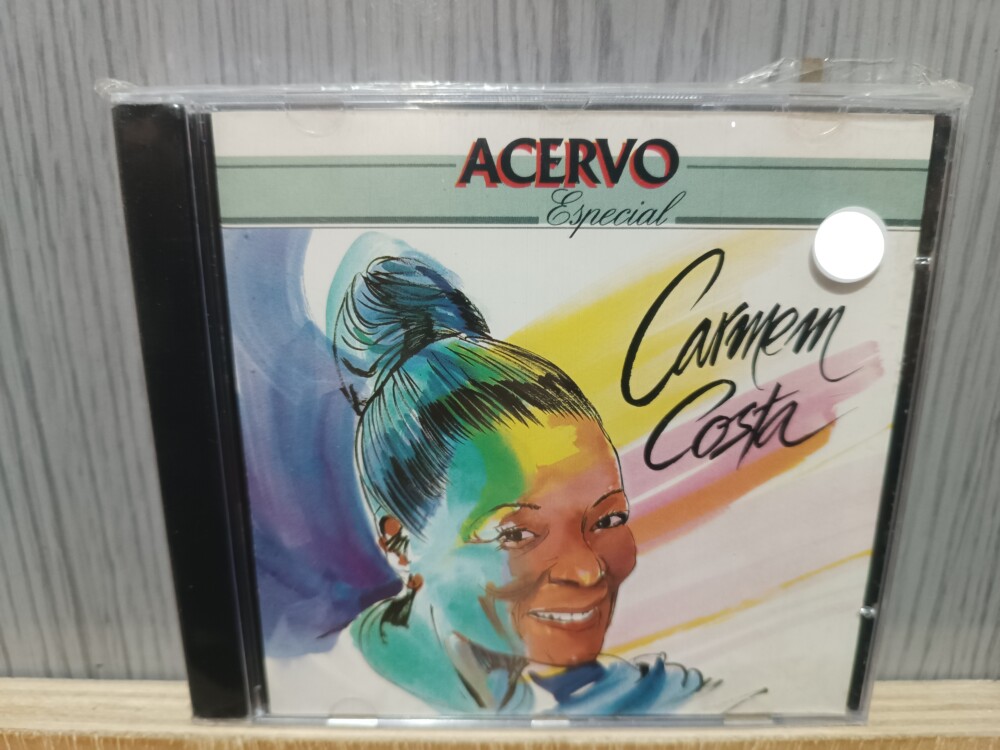 ACERVO
Especial
Carmem
Costa